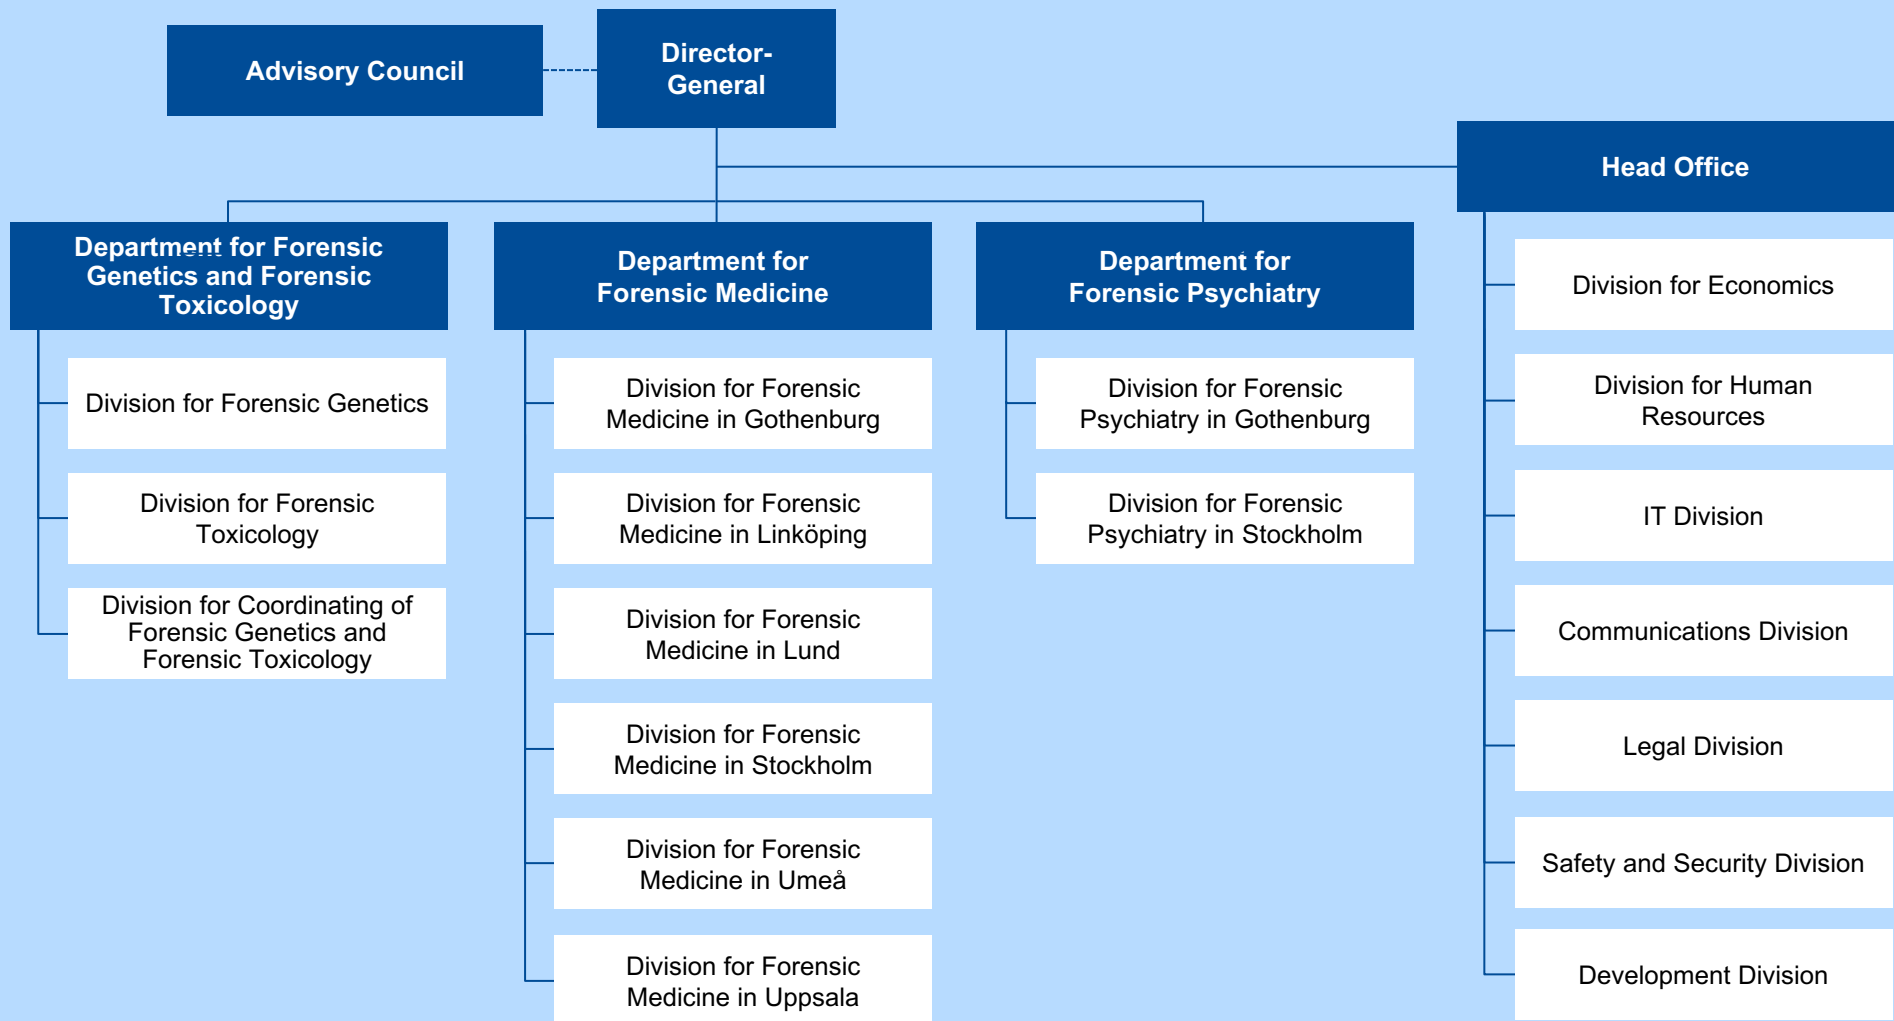 Advisory Council
Director-
General
Head Office
Department for Forensic
Genetics and Forensic
Toxicology
Division for Forensic Genetics
Division for Forensic
Toxicology
Division for Coordinating of
Forensic Genetics and
Forensic Toxicology
Department for
Forensic Medicine
Division for Forensic
Medicine in Gothenburg
Division for Forensic
Medicine in Linköping
Division for Forensic
Medicine in Lund
Division for Forensic
Medicine in Stockholm
Division for Forensic
Medicine in Umeå
Division for Forensic
Medicine in Uppsala
Department for
Forensic Psychiatry
Division for Forensic
Psychiatry in Gothenburg
Division for Forensic
Psychiatry in Stockholm
Division for Economics
Division for Human
Resources
IT Division
Communications Division
Legal Division
Safety and Security Division
Development Division